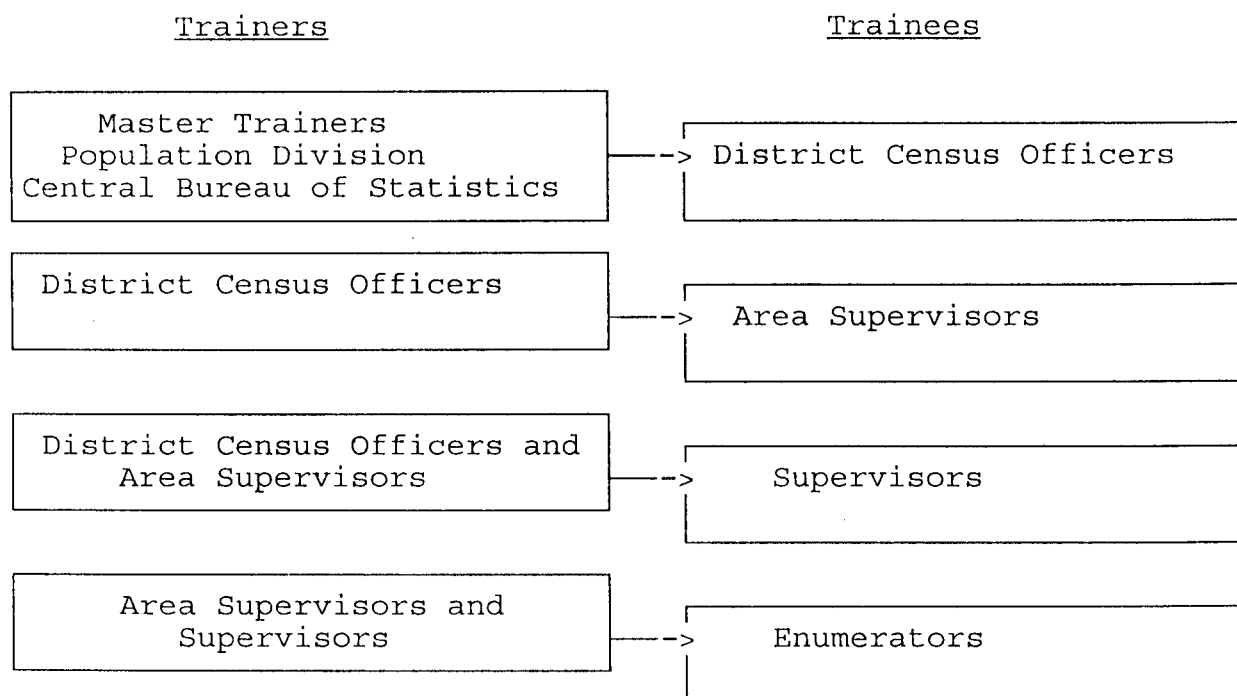 Trainers
Trainees
Master Trainers
Population Division
Central Bureau of Statistics
District Census Officers
District Census Officers
Area Supervisors
District Census Officers and
Area Supervisors
Supervisors
Area Supervisors and
Supervisors
Enumerators